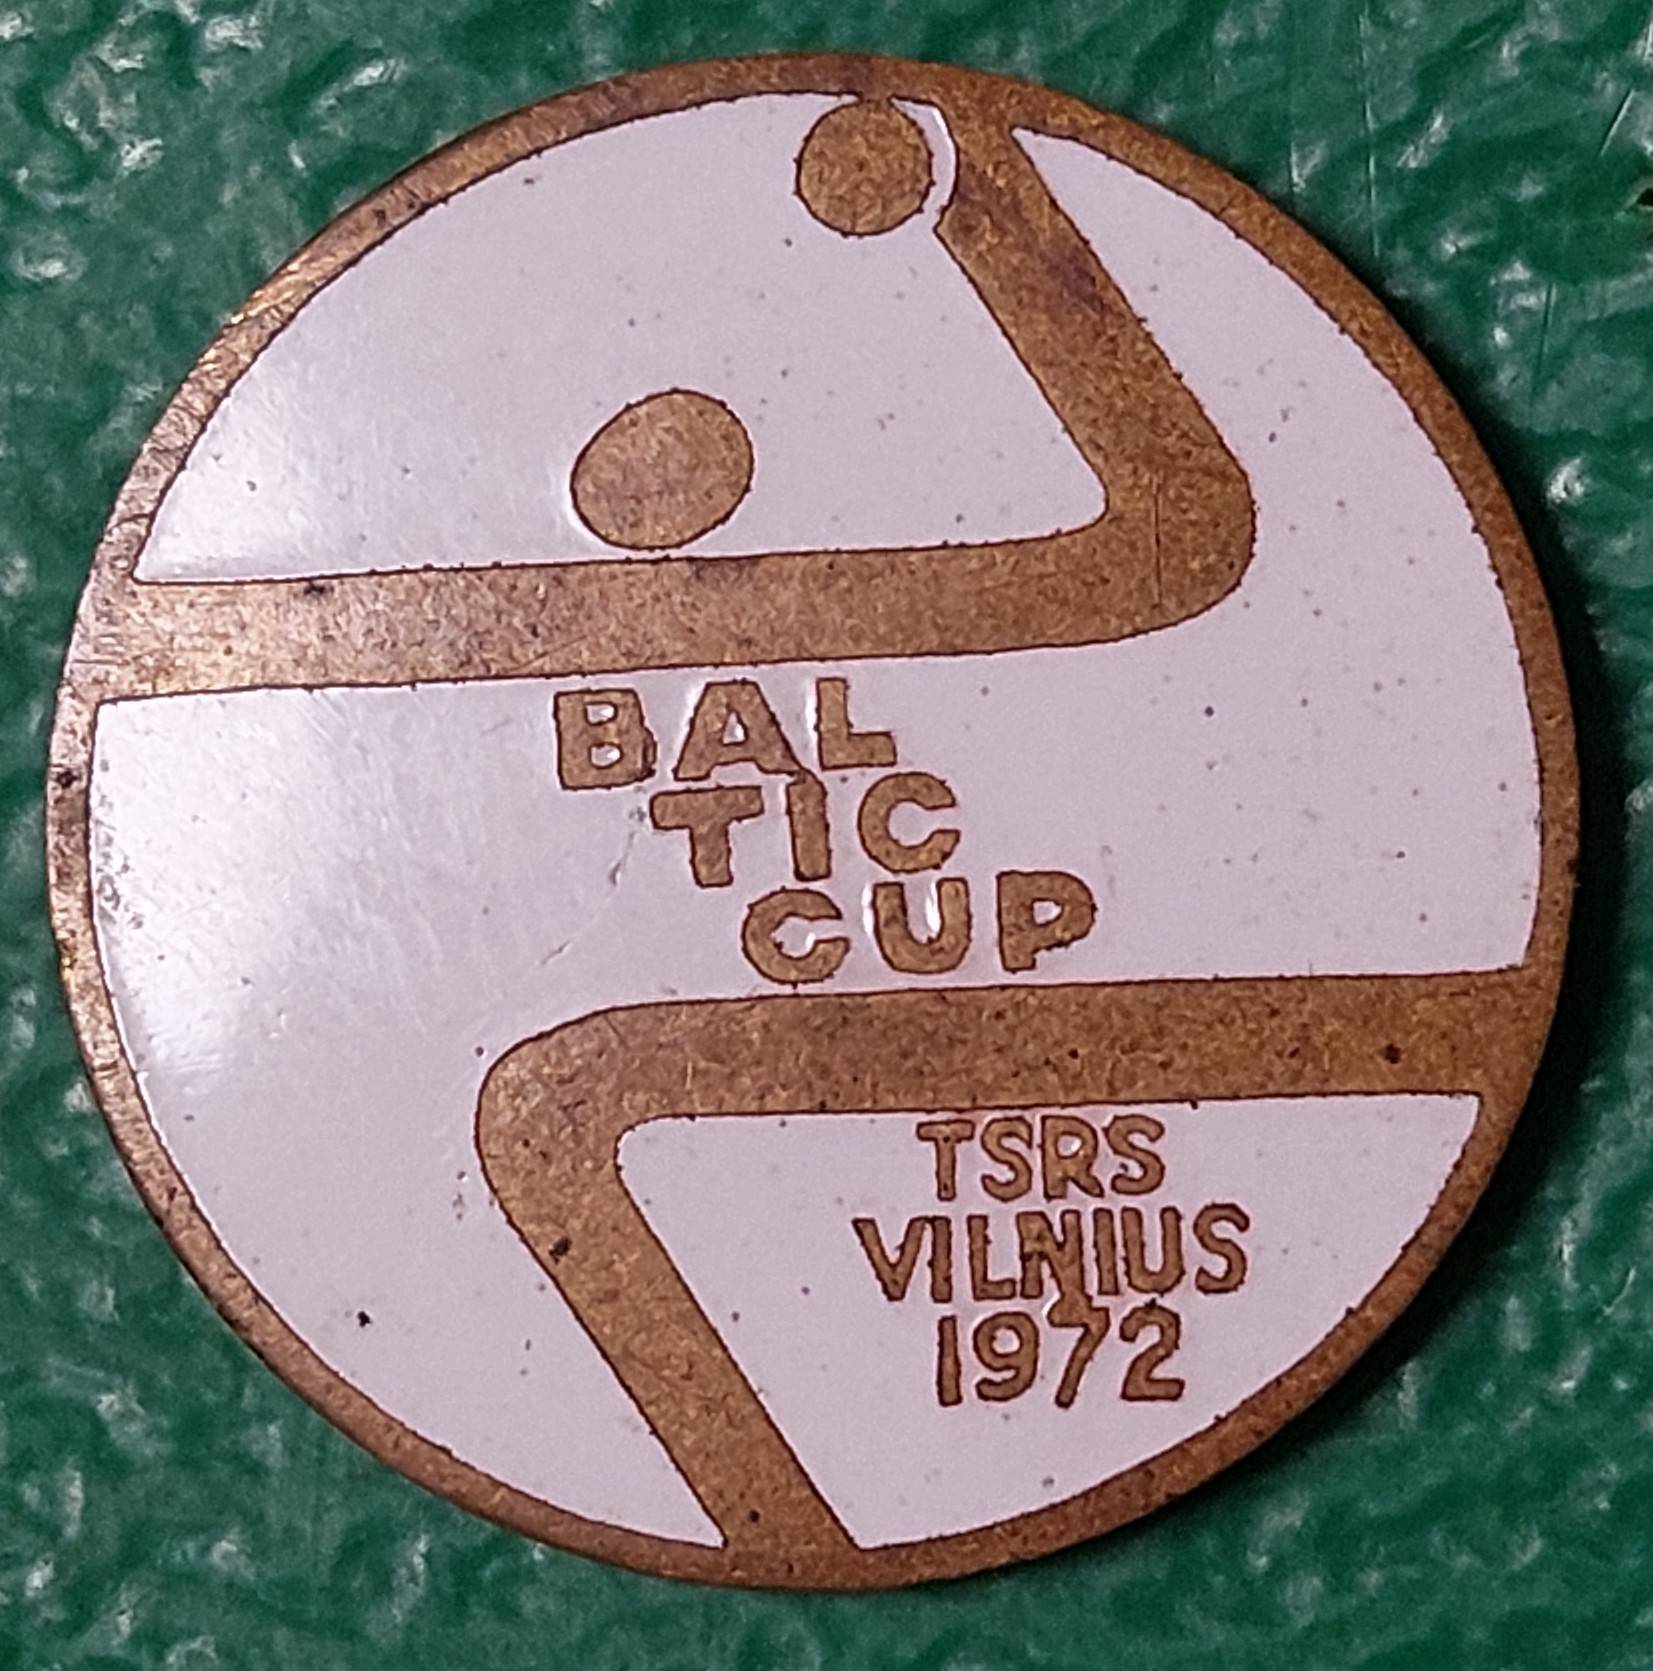 BAL
TIC
CUP
TSRS
VILNIUS
1972